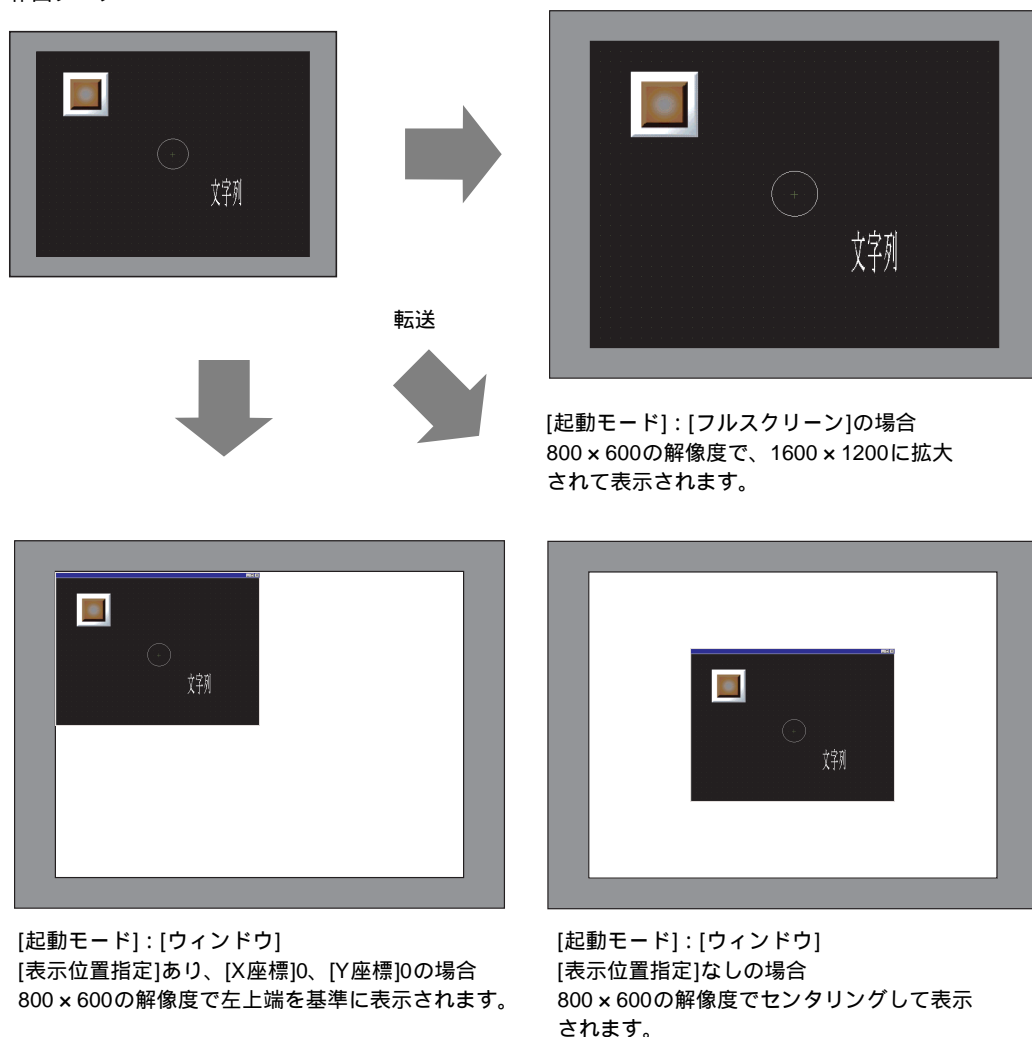 文字列
文字列
転送
[起動モード]：[フルスクリーン]の場合
800×600の解像度で、1600×1200に拡大
されて表示されます。
文字列
文字列
[起動モード]：[ウィンドウ]
[表示位置指定]あり、[X座標]0、[Y座標]0の場合
800×600の解像度で左上端を基準に表示されます。
[起動モード]：[ウィンドウ]
[表示位置指定]なしの場合
800×600の解像度でセンタリングして表示
されます。